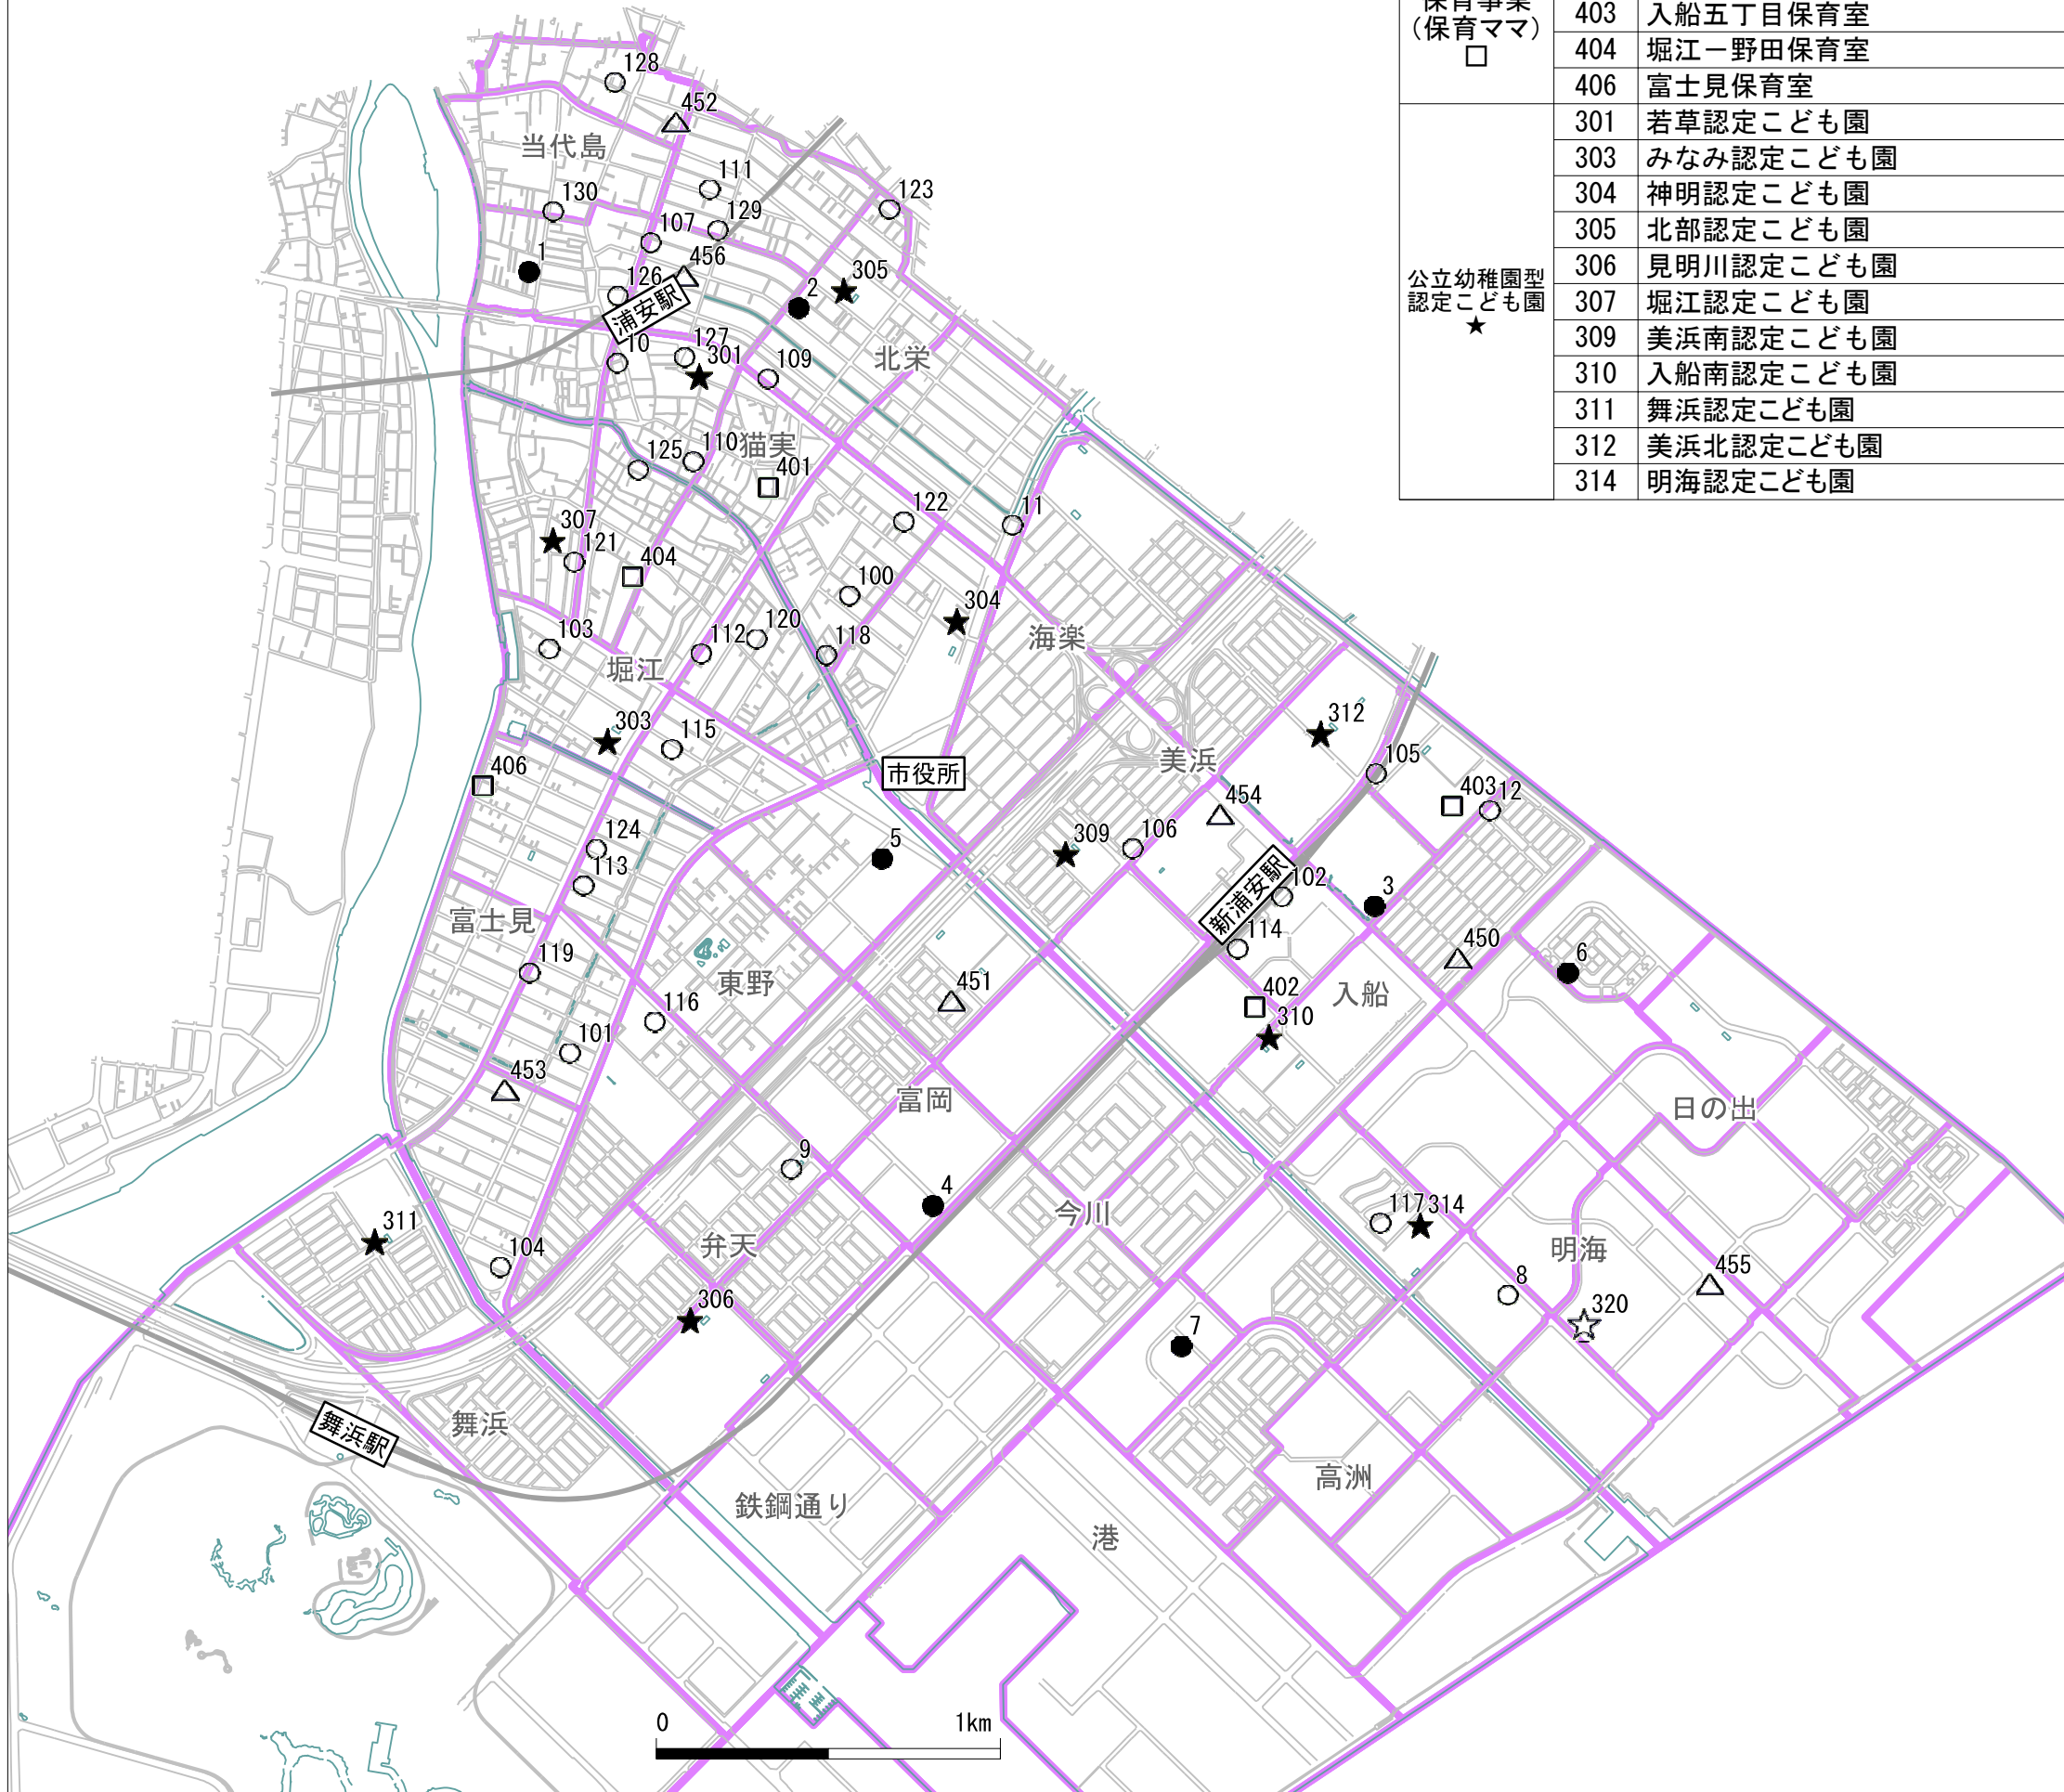 保育事業
(保育ママ)
□
403 入船五丁目保育室
404 堀江－野田保育室
406 富士見保育室
公立幼稚園型
認定こども園
★
301 若草認定こども園
303 みなみ認定こども園
304 神明認定こども園
305 北部認定こども園
306 見明川認定こども園
307 堀江認定こども園
309 美浜南認定こども園
310 入船南認定こども園
311 舞浜認定こども園
312 美浜北認定こども園
314 明海認定こども園
128
452
当代島
111
123
130
129
107
1
456
126
305
2
浦安駅
127
10
301
109
北栄
110
猫実
125
401
122
11
307
121
404
100
304
120
103
112
118
海楽
堀江
303
115
312
美浜
105
406
市役所
454
403
12
124
5
309
106
113
新浦安駅
102
3
富士見
114
450
6
119
東野
451
402
入船
116
310
101
453
富岡
日の出
9
4
今川
117
314
311
弁天
明海
104
8
455
306
320
7
舞浜
舞浜駅
高洲
鉄鋼通り
港
0
1km